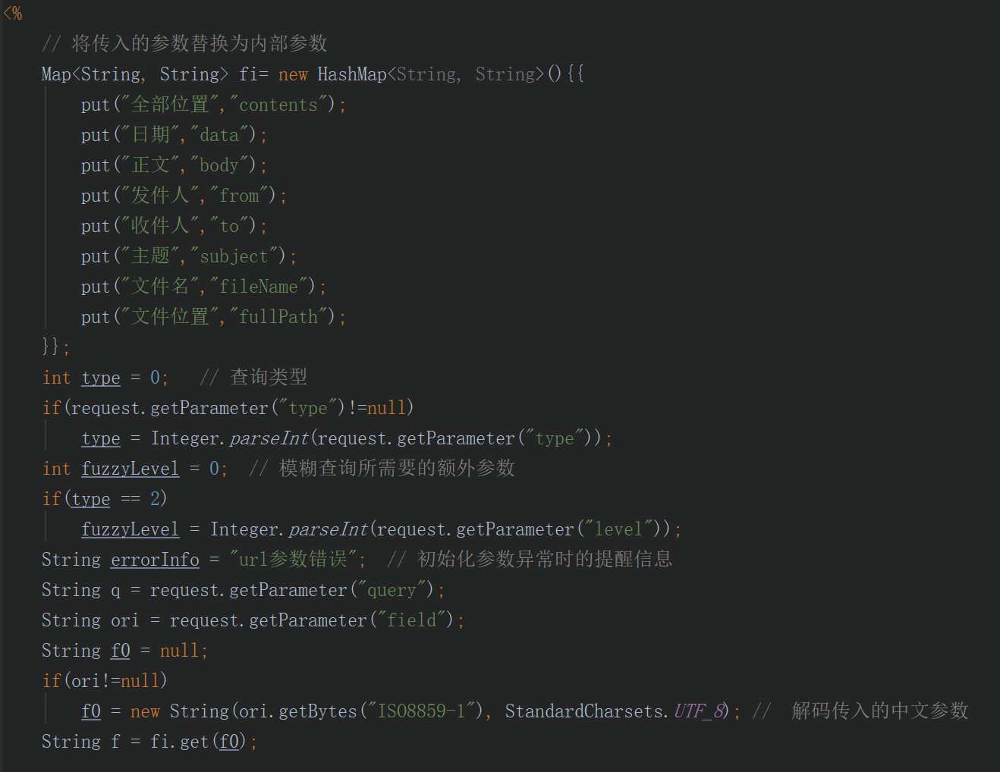 <%
// 将传入的参数替换为内部参数
Map<String, String> fi= new HashMap<String, String>(){{
put("全部位置","contents");
put("日期","data");
put("正文","body");
put("发件人","from");
put("收件人","to");
put("主题","subject");
put("文件名","fileName");
put("文件位置","fullPath");
}};
int type = 0;   // 查询类型
if(request.getParameter("type")!=null)
type = Integer.parseInt(request.getParameter("type"));
int fuzzyLevel = 0;  // 模糊查询所需要的额外参数
if(type == 2)
fuzzyLevel = Integer.parseInt(request.getParameter("level"));
String errorInfo = "url参数错误";  // 初始化参数异常时的提醒信息
String q = request.getParameter("query");
String ori = request.getParameter("field");
String f0 = null;
if(ori!=null)
f0 = new String(ori.getBytes("ISO8859-1"), StandardCharsets.UTF_8); //  解码传入的中文参数
String f = fi.get(f0);